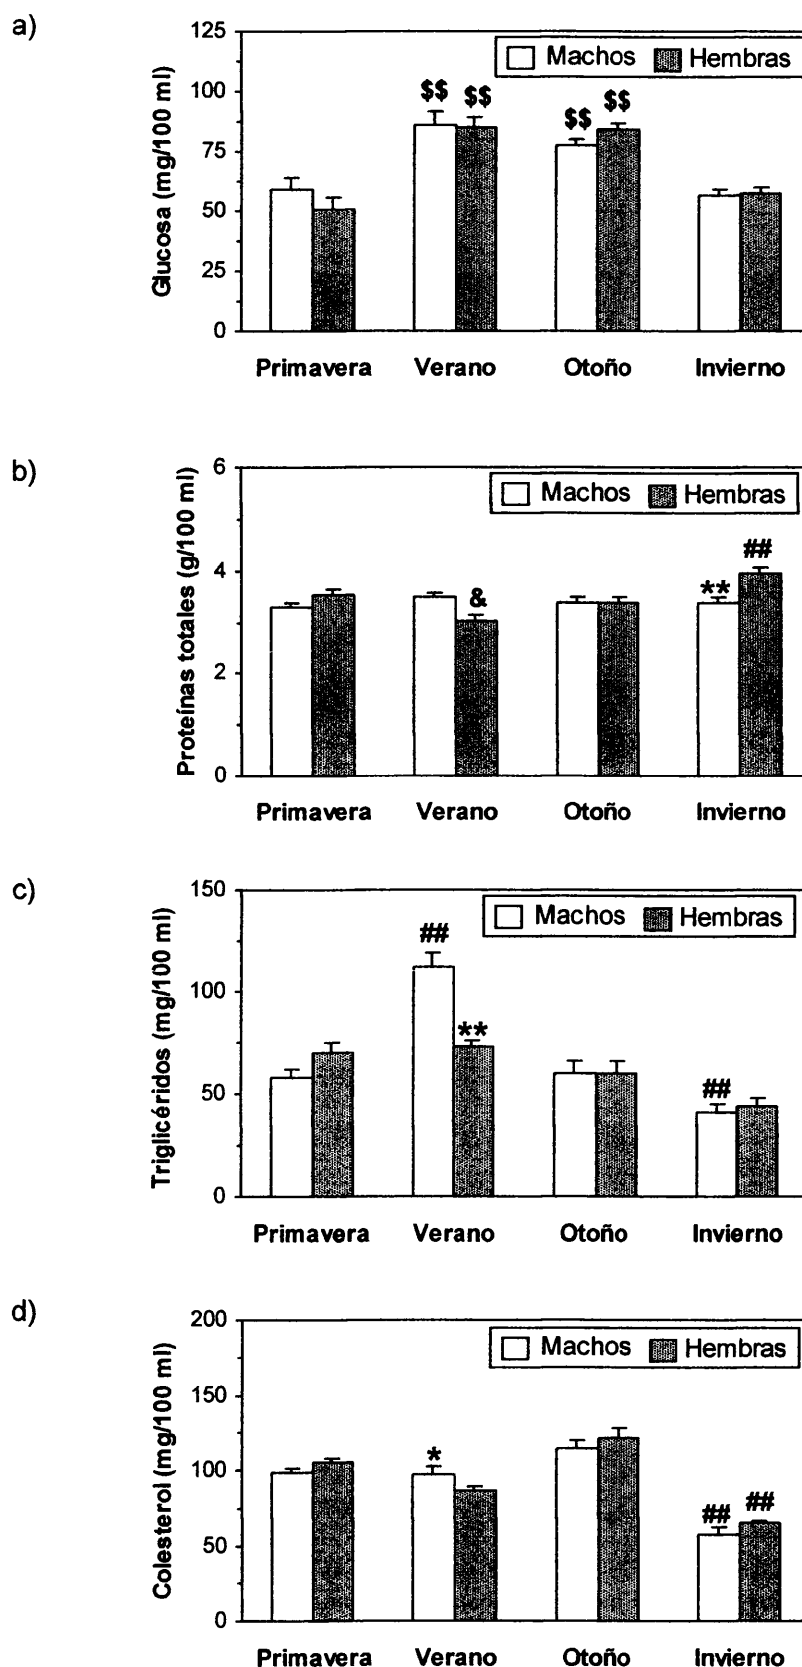 a)
Glucosa (mg/100 ml)
125
100
75
50
25
0
Machos Hembras
$$ $$ $$ $$
Primavera Verano Otoño Invierno
b)
Proteínas totales (g/100 ml)
6
4
2
0
Machos Hembras
& ** ##
Primavera Verano Otoño Invierno
c)
Triglicéridos (mg/100 ml)
150
100
50
0
Machos Hembras
## ** ##
Primavera Verano Otoño Invierno
d)
Colesterol (mg/100 ml)
200
150
100
50
0
Machos Hembras
* ## ##
Primavera Verano Otoño Invierno